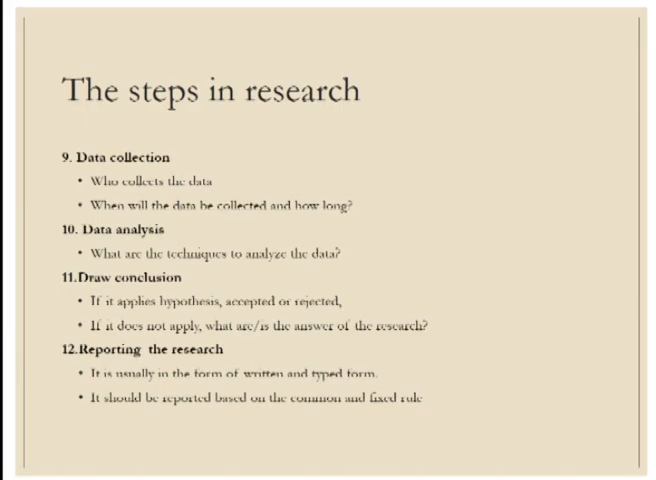 The steps in research
9. Data collection
• Who collects the data
• When will the data be collected and how long?
10. Data analysis
• What are the techniques to analyze the data?
11.Draw conclusion
• If it applies hypothesis, accepted or rejected,
• If it does not apply, what are/is the answer of the research?
12.Reporting the research
• It is usually in the form of written and typed form.
• It should be reported based on the common and fixed rule